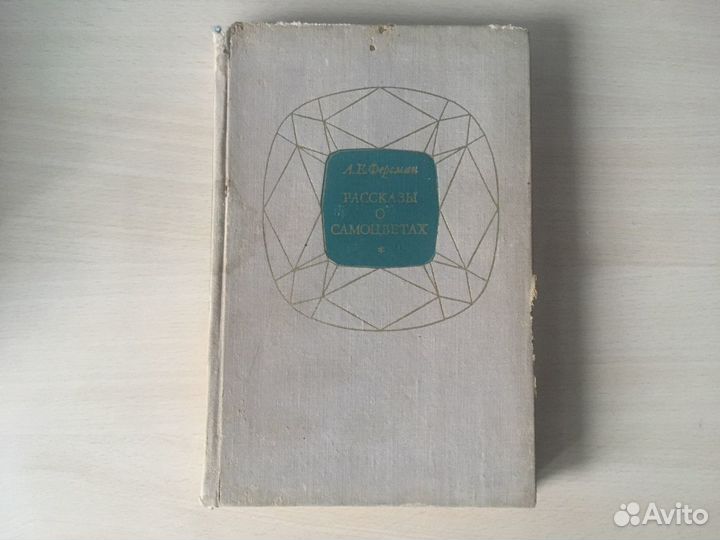 А. Е. Ферсман
РАССКАЗЫ
О
САМОЦВЕТАХ
*
Avito